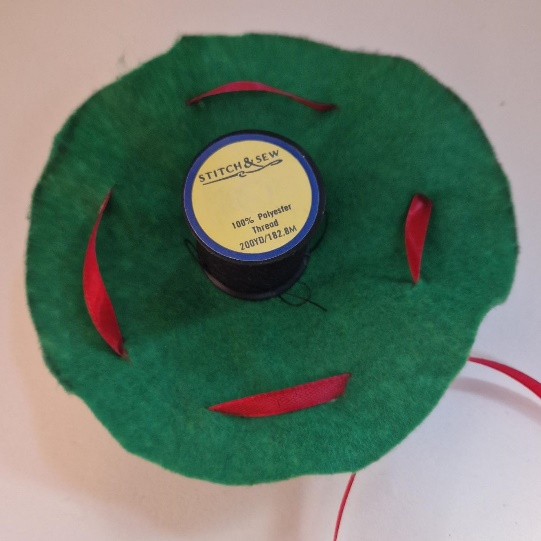 STITCH&SEW
100% Polyester
Thread
200YD/182.8M